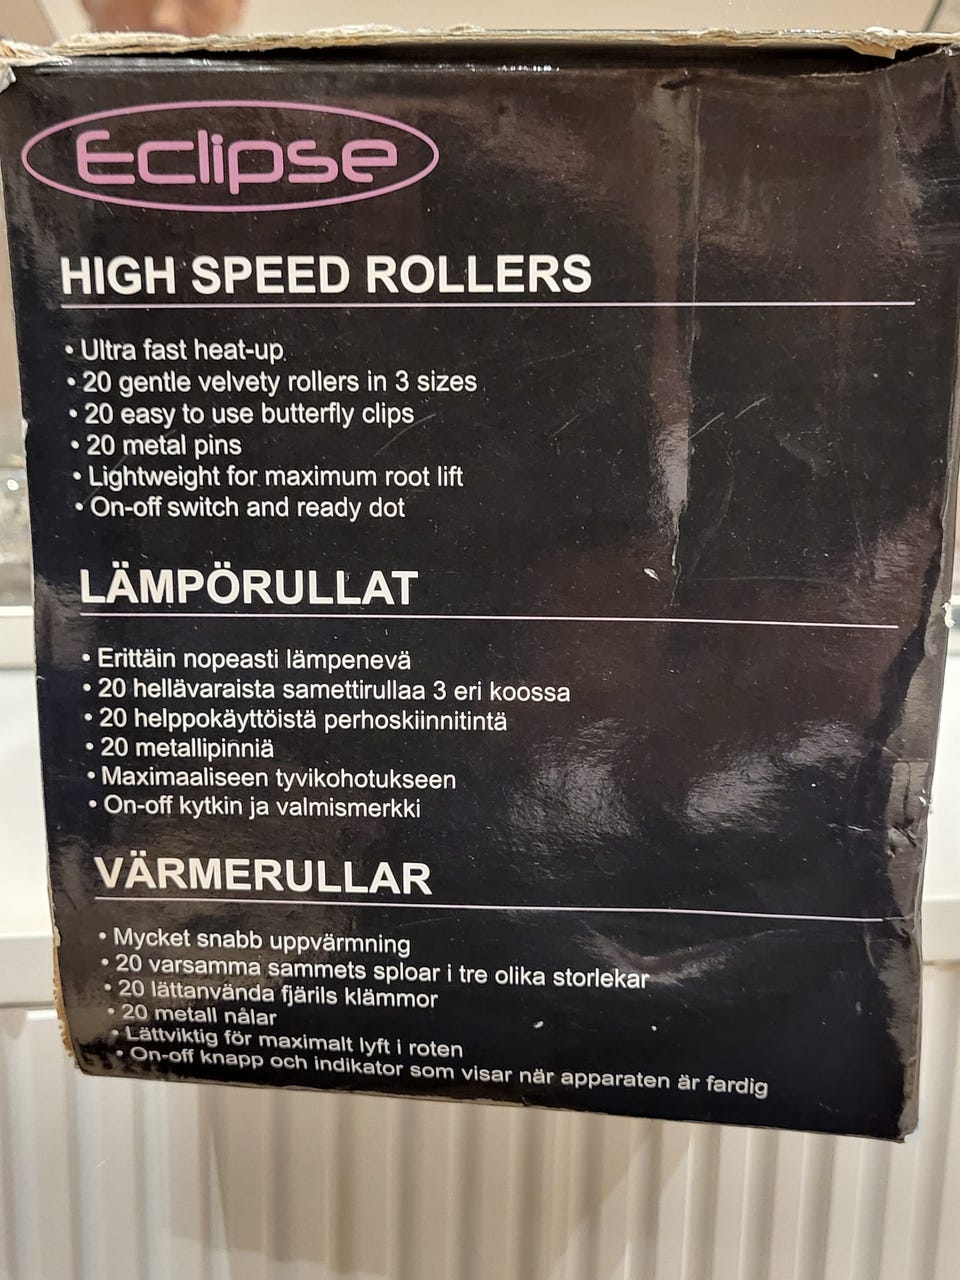 Eclipse
HIGH SPEED ROLLERS
• Ultra fast heat-up
• 20 gentle velvety rollers in 3 sizes
• 20 easy to use butterfly clips
• 20 metal pins
• Lightweight for maximum root lift
• On-off switch and ready dot
LÄMPÖRULLAT
• Erittäin nopeasti lämpenevä
• 20 hellävaraista samettirullaa 3 eri koossa
• 20 helppokäyttöistä perhoskiinnitintä
• 20 metallipinniä
• Maximaaliseen tyvikohotukseen
• On-off kytkin ja valmismerkki
VÄRMERULLAR
• Mycket snabb uppvärmning
• 20 varsamma sammets sploar i tre olika storlekar
• 20 lättanvända fjärils klämmor
• 20 metall nålar
• Lättviktig för maximalt lyft i roten
• On-off knapp och indikator som visar när apparaten är fardig